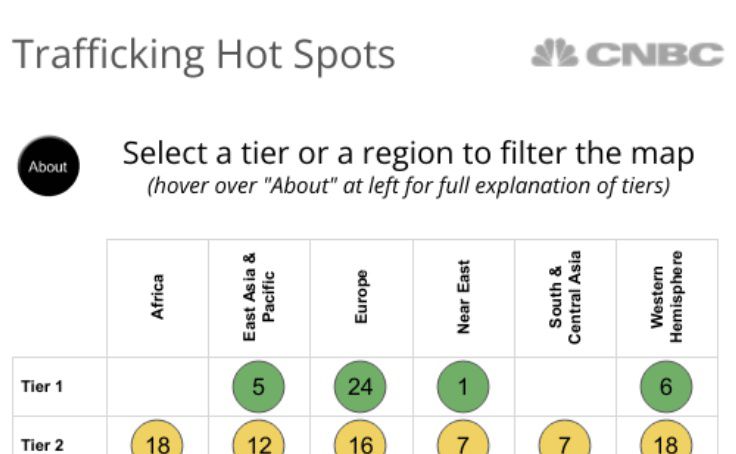 Trafficking Hot Spots
CNBC
About
Select a tier or a region to filter the map
(hover over "About" at left for full explanation of tiers)
Africa
East Asia &
Pacific
Europe
Near East
South &
Central Asia
Western
Hemisphere
Tier 1
5
24
1
6
Tier 2
18
12
16
7
7
18